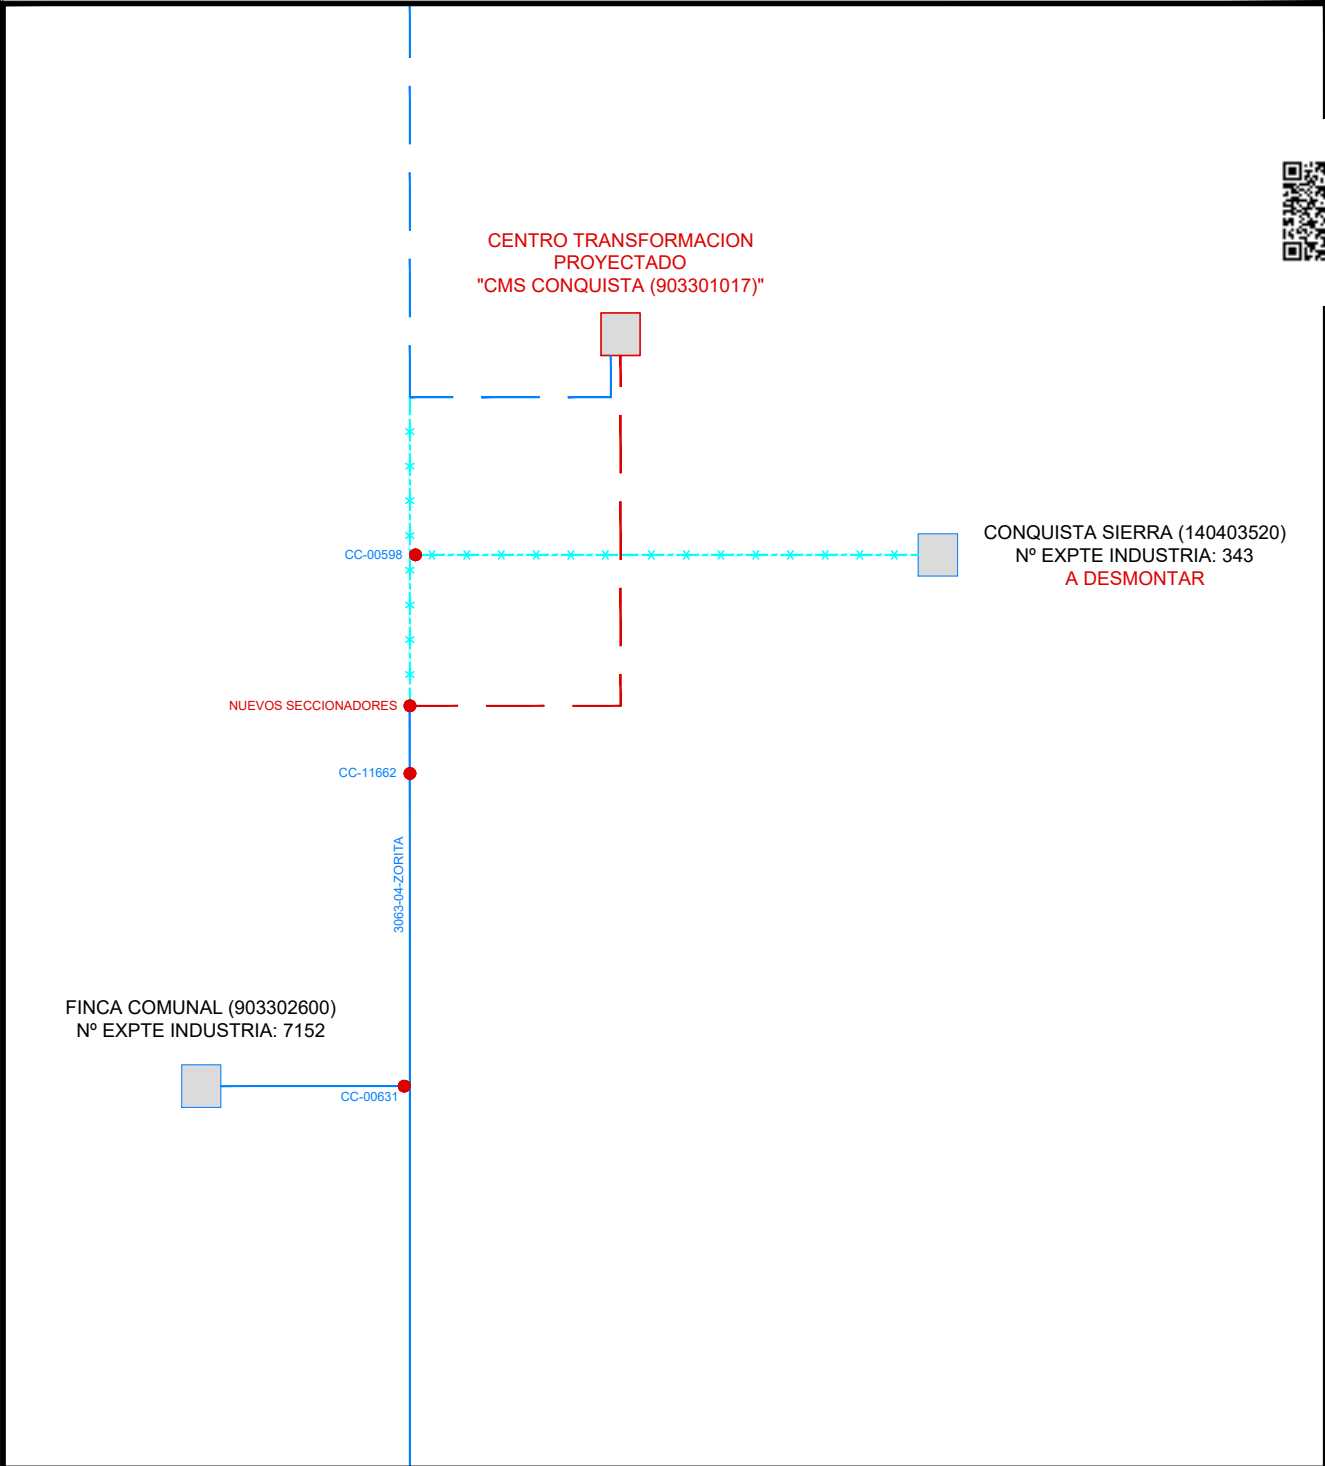 CENTRO TRANSFORMACION
PROYECTADO
"CMS CONQUISTA (903301017)"
CC-00598
CONQUISTA SIERRA (140403520)
Nº EXPTE INDUSTRIA: 343
A DESMONTAR
NUEVOS SECCIONADORES
CC-11662
3063-04-ZORITA
FINCA COMUNAL (903302600)
Nº EXPTE INDUSTRIA: 7152
CC-00631